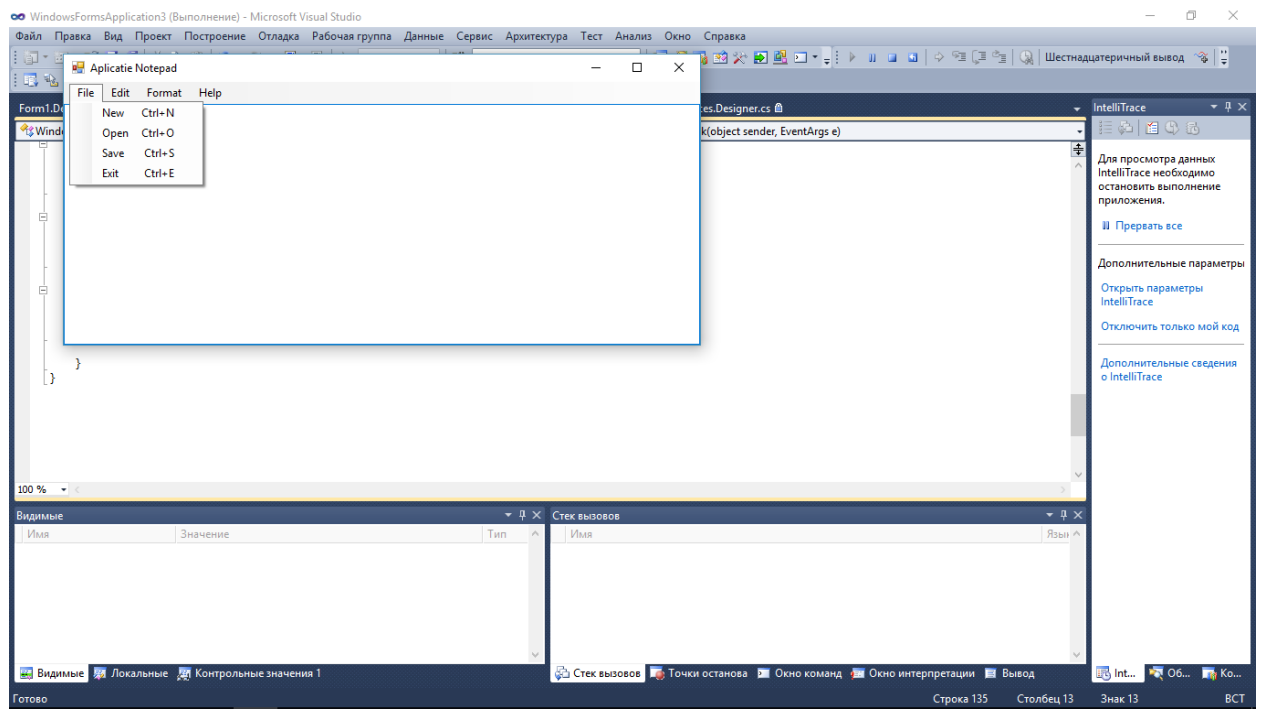 WindowsFormsApplication3 (Выполнение) - Microsoft Visual Studio
Файл Правка Вид Проект Построение Отладка Рабочая группа Данные Сервис Архитектура Тест Анализ Окно Справка
Шестнадцатеричный вывод
Aplicatie Notepad
File Edit Format Help
New Ctrl+N
Open Ctrl+O
Save Ctrl+S
Exit Ctrl+E
Form1.De
es.Designer.cs
Wind
k(object sender, EventArgs e)
}
}
100 %
IntelliTrace
Для просмотра данных
IntelliTrace необходимо
остановить выполнение
приложения.
Прервать все
Дополнительные параметры
Открыть параметры
IntelliTrace
Отключить только мой код
Дополнительные сведения
о IntelliTrace
Видимые
Имя Значение Тип
Стек вызовов
Имя Язык
Видимые Локальные Контрольные значения 1
Стек вызовов Точки останова Окно команд Окно интерпретации Вывод
Int... Об... Ко...
Готово Строка 135 Столбец 13 Знак 13 ВСТ